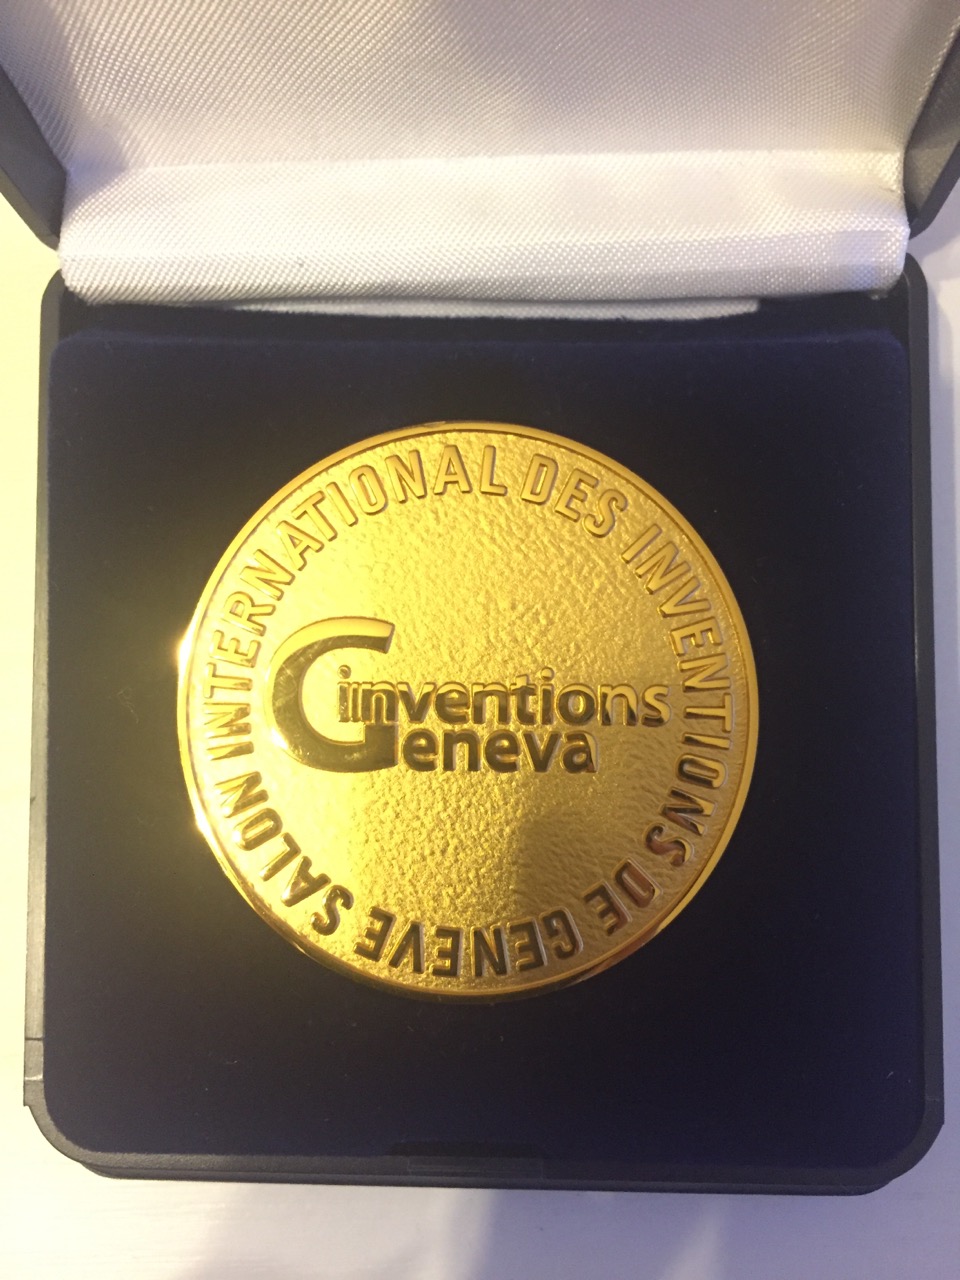 SALON INTERNATIONAL DES INVENTIONS DE GENEVE
inventions
Geneva